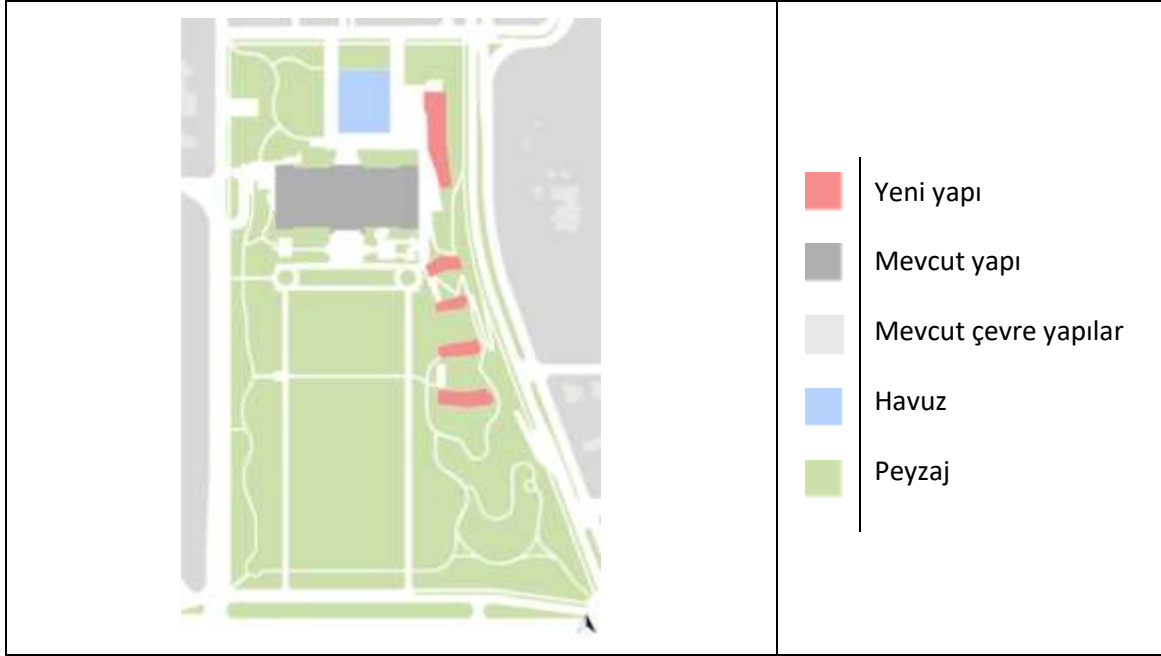 Yeni yapı
Mevcut yapı
Mevcut çevre yapılar
Havuz
Peyzaj